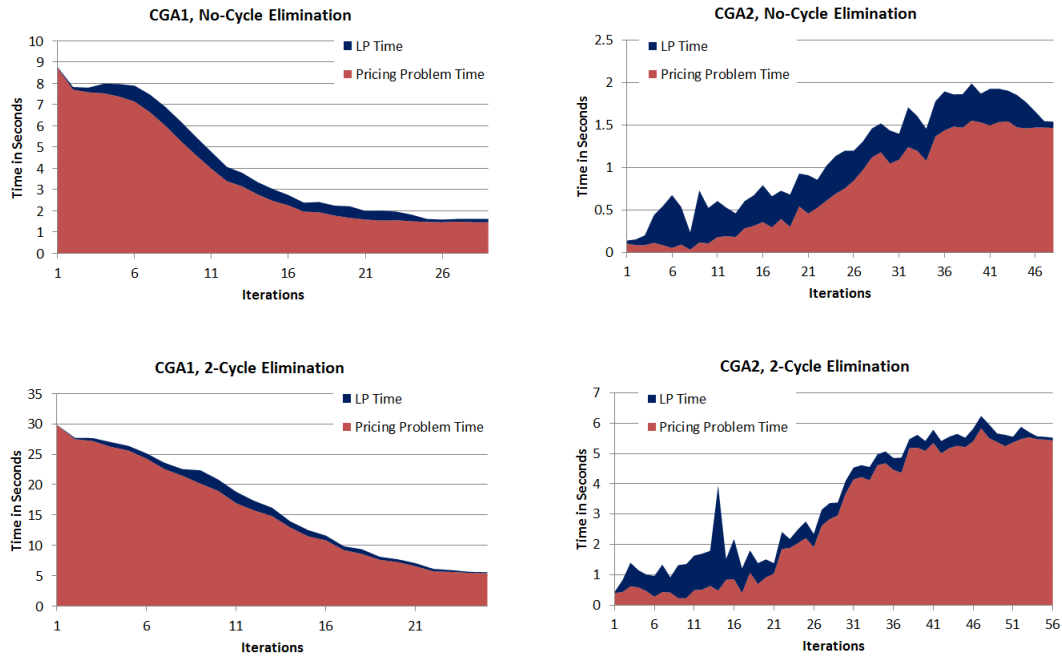 CGA1, No-Cycle Elimination
LP Time
Pricing Problem Time
Time in Seconds
10
9
8
7
6
5
4
3
2
1
0
1 6 11 16 21 26
Iterations
CGA2, No-Cycle Elimination
LP Time
Pricing Problem Time
Time in Seconds
2.5
2
1.5
1
0.5
0
1 6 11 16 21 26 31 36 41 46
Iterations
CGA1, 2-Cycle Elimination
LP Time
Pricing Problem Time
Time in Seconds
35
30
25
20
15
10
5
0
1 6 11 16 21
Iterations
CGA2, 2-Cycle Elimination
LP Time
Pricing Problem Time
Time in Seconds
7
6
5
4
3
2
1
0
1 6 11 16 21 26 31 36 41 46 51 56
Iterations